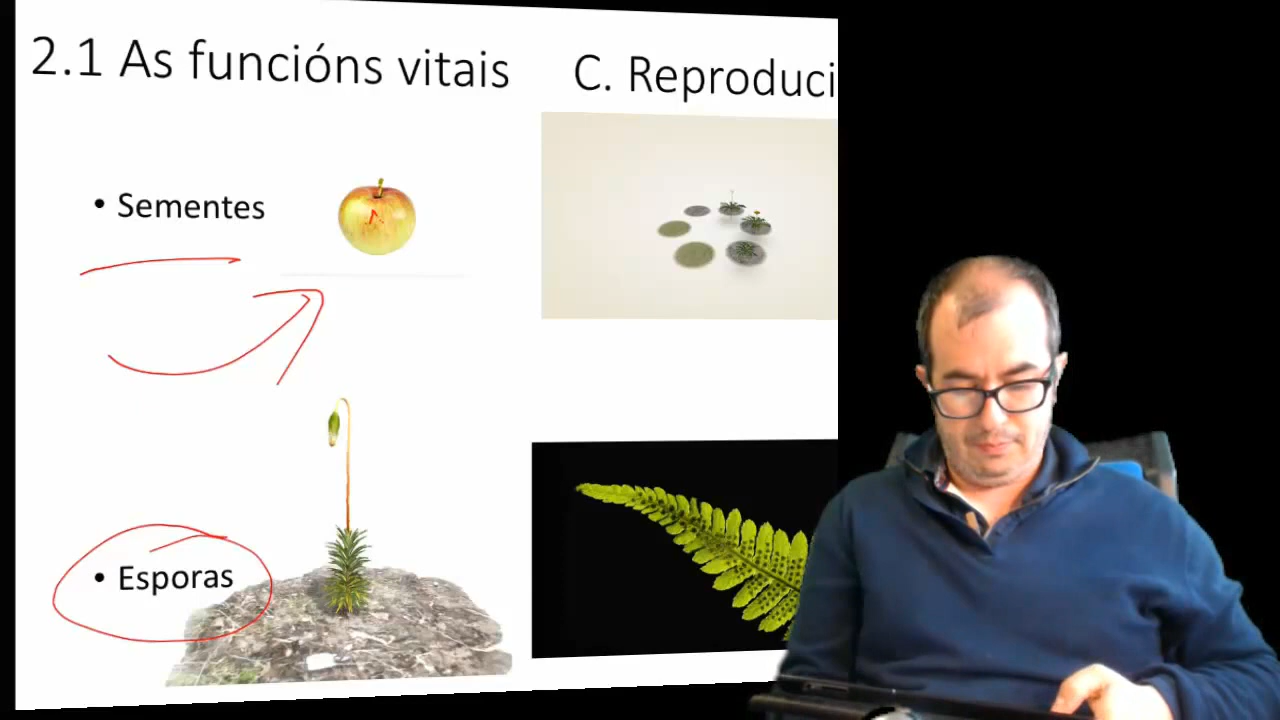 2.1 As funcións vitais
C. Reproduci
• Sementes
• Esporas